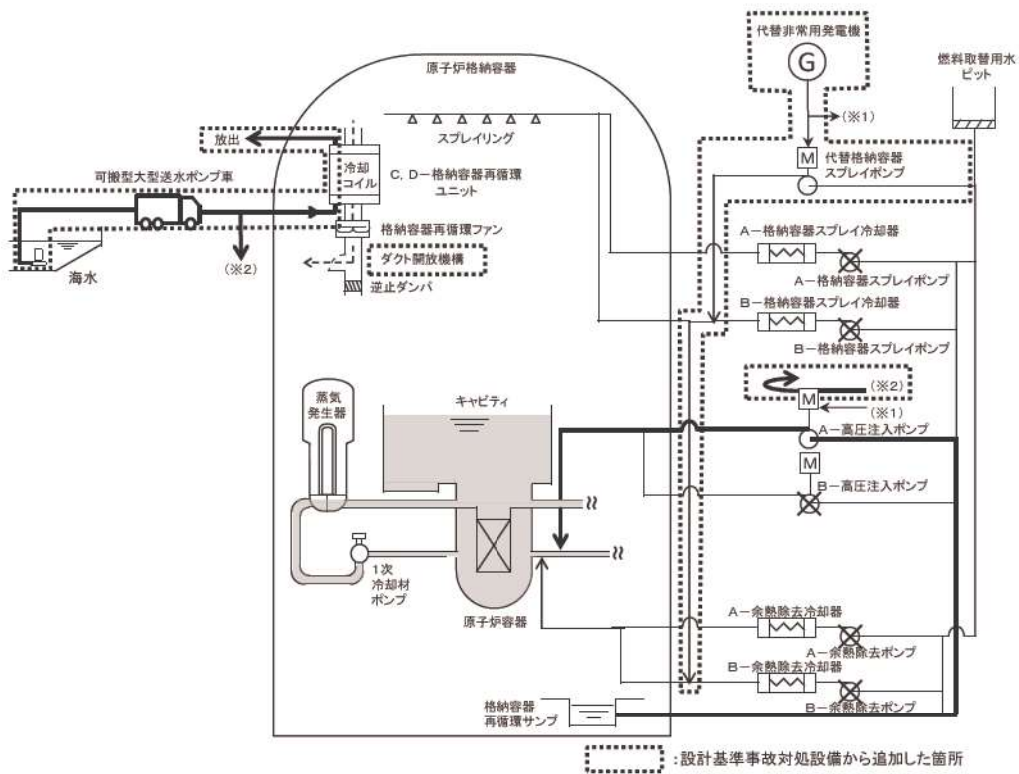 代替非常用発電機
G
(※1)
燃料取替用水
ピット
原子炉格納容器
スプレイリング
M
代替格納容器
スプレイポンプ
放出
冷却
コイル
C,D－格納容器再循環
ユニット
可搬型大型送水ポンプ車
格納容器再循環ファン
(※2)
海水
ダクト開放機構
逆止ダンパ
A－格納容器スプレイ冷却器
A－格納容器スプレイポンプ
B－格納容器スプレイ冷却器
B－格納容器スプレイポンプ
(※2)
M
(※1)
A－高圧注入ポンプ
M
B－高圧注入ポンプ
蒸気
発生器
キャビティ
1次
冷却材
ポンプ
原子炉容器
A－余熱除去冷却器
A－余熱除去ポンプ
B－余熱除去冷却器
B－余熱除去ポンプ
格納容器
再循環サンプ
：設計基準事故対処設備から追加した箇所